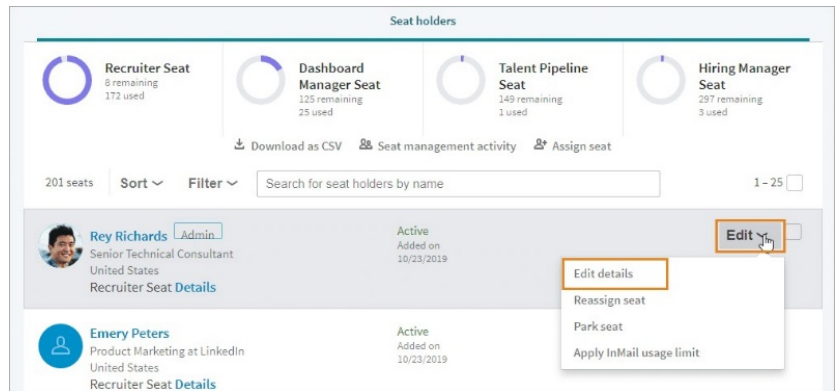 Seat holders
Recruiter Seat
8 remaining
172 used
Dashboard
Manager Seat
125 remaining
25 used
Talent Pipeline
Seat
149 remaining
1 used
Hiring Manager
Seat
297 remaining
3 used
Download as CSV Seat management activity Assign seat
201 seats Sort Filter Search for seat holders by name 1 – 25
Rey Richards Admin
Senior Technical Consultant
United States
Recruiter Seat Details
Active
Added on
10/23/2019
Edit
Edit details
Reassign seat
Park seat
Apply InMail usage limit
Emery Peters
Product Marketing at LinkedIn
United States
Recruiter Seat Details
Active
Added on
10/23/2019